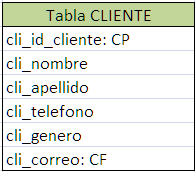 Tabla CLIENTE
cli_id_cliente: CP
cli_nombre
cli_apellido
cli_telefono
cli_genero
cli_correo: CF